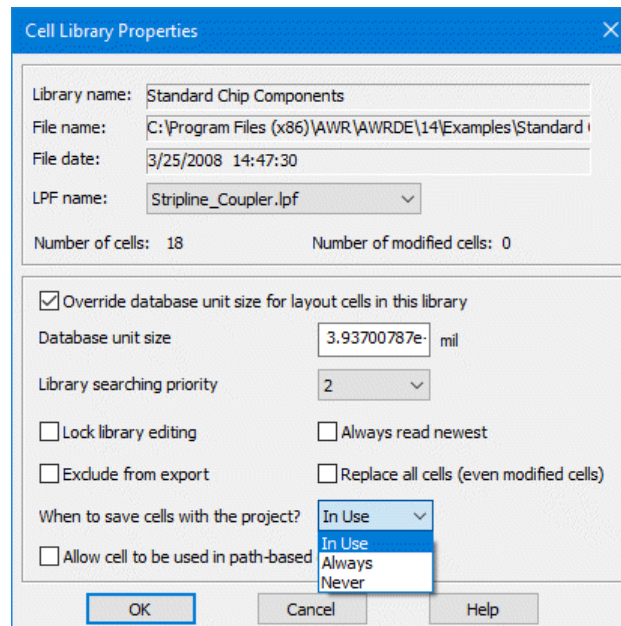 Cell Library Properties
Library name: Standard Chip Components
File name: C:\Program Files (x86)\AWR\AWRDE\14\Examples\Standard
File date: 3/25/2008 14:47:30
LPF name: Stripline_Coupler.lpf
Number of cells: 18 Number of modified cells: 0
Override database unit size for layout cells in this library
Database unit size 3.93700787e- mil
Library searching priority 2
Lock library editing Always read newest
Exclude from export Replace all cells (even modified cells)
When to save cells with the project? In Use
In Use
Allow cell to be used in path-based Always
Never
OK Cancel Help